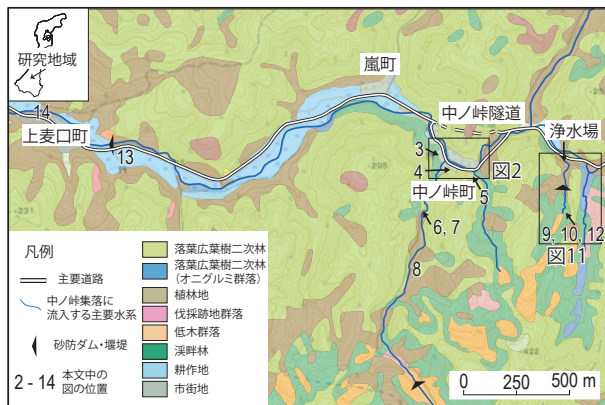 研究地域
嵐町
中ノ峠隧道
浄水場
14
上麦口町
13
3
4
図2
中ノ峠町
5
6, 7
9, 10, 12
図11
8
・295
・231
・422
凡例
主要道路
中ノ峠集落に
流入する主要水系
砂防ダム・堰堤
2 - 14
本文中の
図の位置
落葉広葉樹二次林
落葉広葉樹二次林
(オニグルミ群落)
植林地
伐採跡地群落
低木群落
渓畔林
耕作地
市街地
0
250
500 m